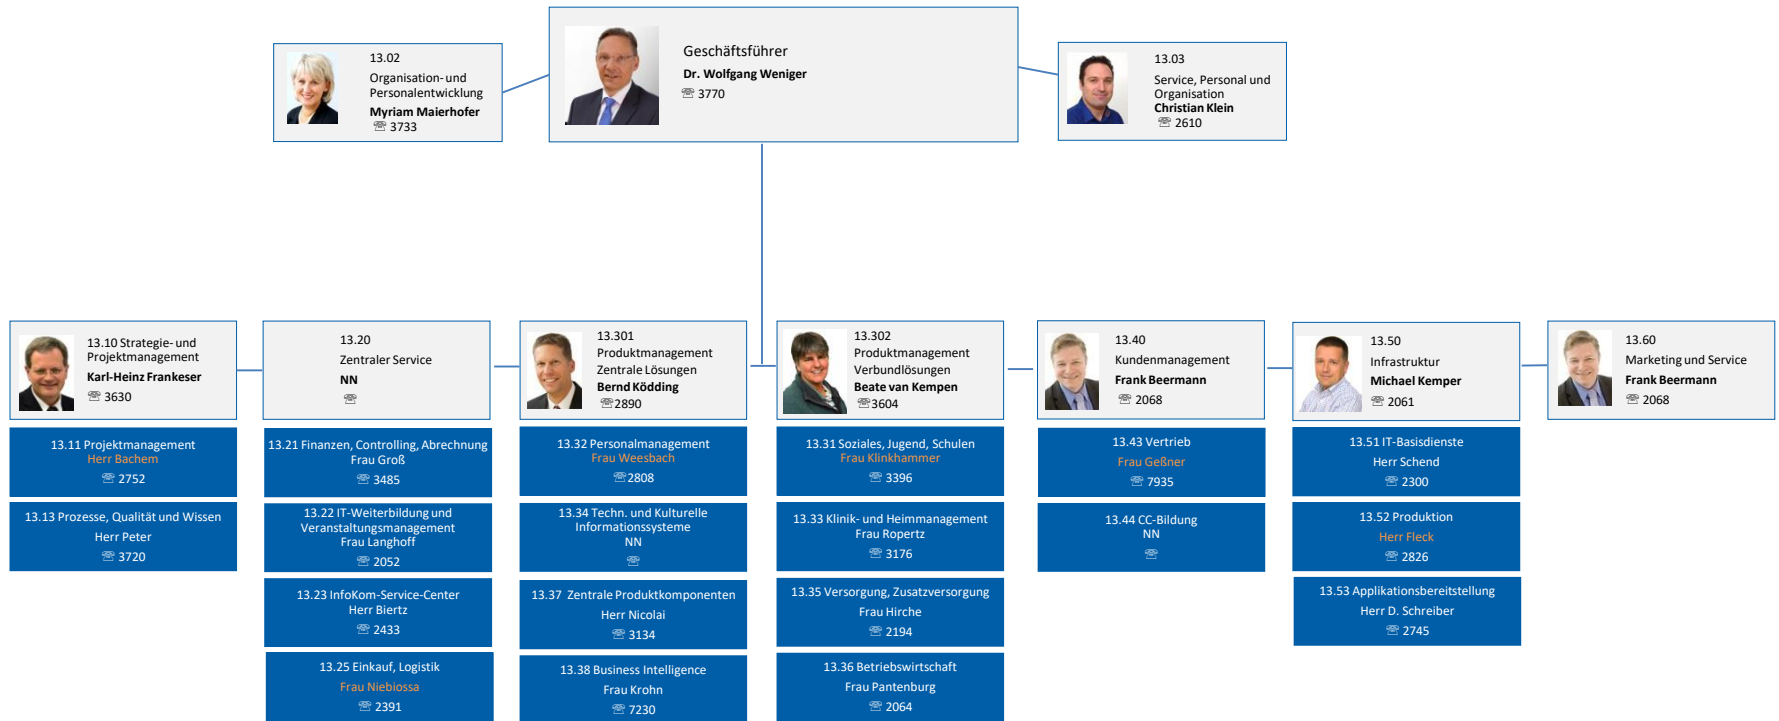 Geschäftsführer
Dr. Wolfgang Weniger
☏ 3770
13.02
Organisation- und
Personalentwicklung
Myriam Maierhofer
☏ 3733
13.03
Service, Personal und
Organisation
Christian Klein
☏ 2610
13.10 Strategie- und
Projektmanagement
Karl-Heinz Frankeser
☏ 3630
13.11 Projektmanagement
Herr Bachem
☏ 2752
13.13 Prozesse, Qualität und Wissen
Herr Peter
☏ 3720
13.20
Zentraler Service
NN
☏
13.21 Finanzen, Controlling, Abrechnung
Frau Groß
☏ 3485
13.22 IT-Weiterbildung und
Veranstaltungsmanagement
Frau Langhoff
☏ 2052
13.23 InfoKom-Service-Center
Herr Biertz
☏ 2433
13.25 Einkauf, Logistik
Frau Niebiossa
☏ 2391
13.301
Produktmanagement
Zentrale Lösungen
Bernd Ködding
☏2890
13.32 Personalmanagement
Frau Weesbach
☏2808
13.34 Techn. und Kulturelle
Informationssysteme
NN
☏
13.37 Zentrale Produktkomponenten
Herr Nicolai
☏ 3134
13.38 Business Intelligence
Frau Krohn
☏ 7230
13.302
Produktmanagement
Verbundlösungen
Beate van Kempen
☏3604
13.31 Soziales, Jugend, Schulen
Frau Klinkhammer
☏ 3396
13.33 Klinik- und Heimmanagement
Frau Ropertz
☏ 3176
13.35 Versorgung, Zusatzversorgung
Frau Hirche
☏ 2194
13.36 Betriebswirtschaft
Frau Pantenburg
☏ 2064
13.40
Kundenmanagement
Frank Beermann
☏ 2068
13.43 Vertrieb
Frau Geßner
☏ 7935
13.44 CC-Bildung
NN
☏
13.50
Infrastruktur
Michael Kemper
☏ 2061
13.51 IT-Basisdienste
Herr Schend
☏ 2300
13.52 Produktion
Herr Fleck
☏ 2826
13.53 Applikationsbereitstellung
Herr D. Schreiber
☏ 2745
13.60
Marketing und Service
Frank Beermann
☏ 2068